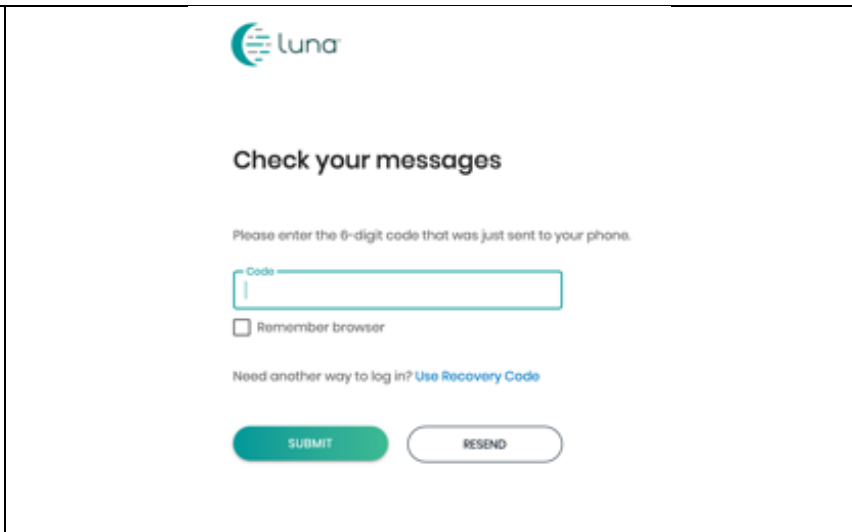 luna
Check your messages
Please enter the 6-digit code that was just sent to your phone.
Code
Remember browser
Need another way to log in? Use Recovery Code
SUBMIT RESEND